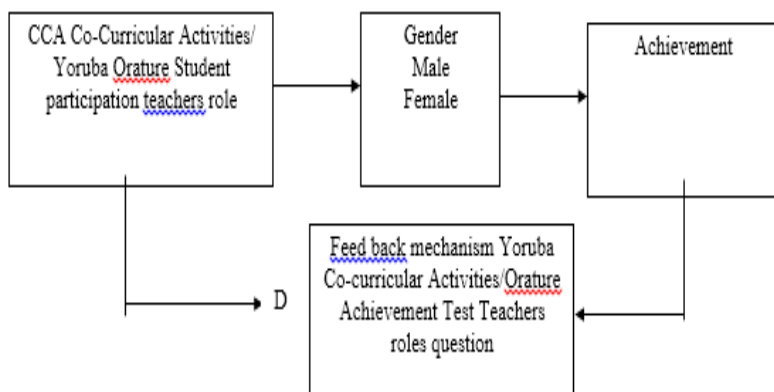 CCA Co-Curricular Activities/
Yoruba Orature Student
participation teachers role
Gender
Male
Female
Achievement
D
Feed back mechanism Yoruba
Co-curricular Activities/Orature
Achievement Test Teachers
roles question